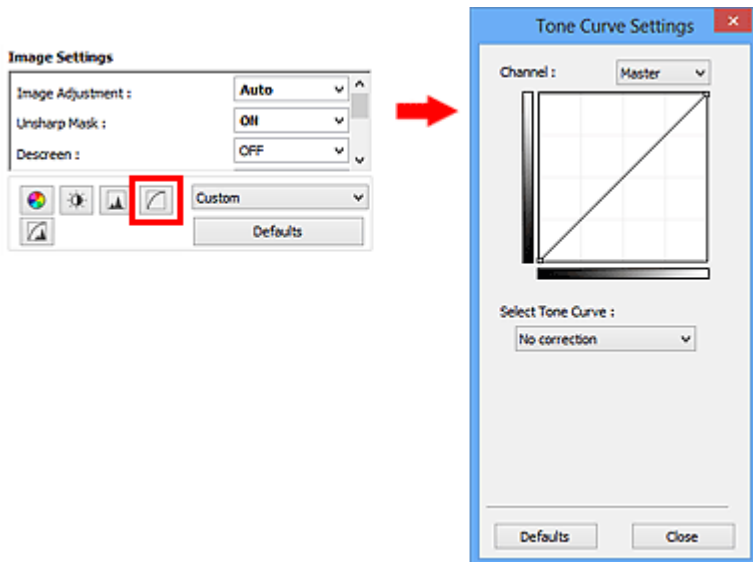 Image Settings
Image Adjustment :
Auto
Unsharp Mask :
ON
Descreen :
OFF
Custom
Defaults
Tone Curve Settings
Channel :
Master
Select Tone Curve :
No correction
Defaults
Close